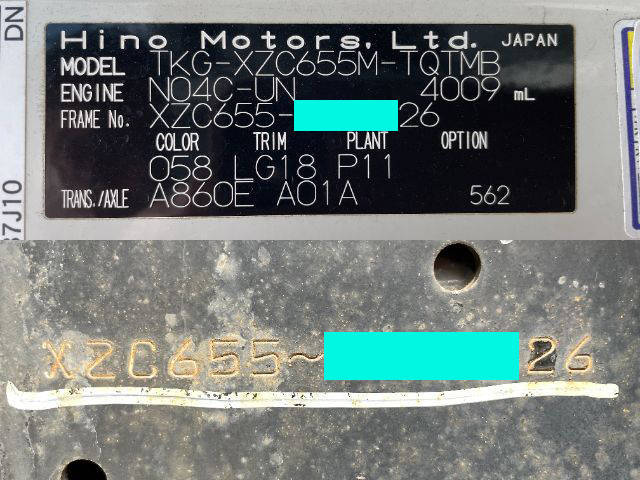 DN
37J10
Hino Motors, Ltd. JAPAN
MODEL TKG-XZC655M-TQTMB
ENGINE N04C-UN 4009 mL
FRAME No. XZC655- 26
COLOR TRIM PLANT OPTION
058 LG18 P11
TRANS./AXLE A860E A01A 562
XZC655~ 26